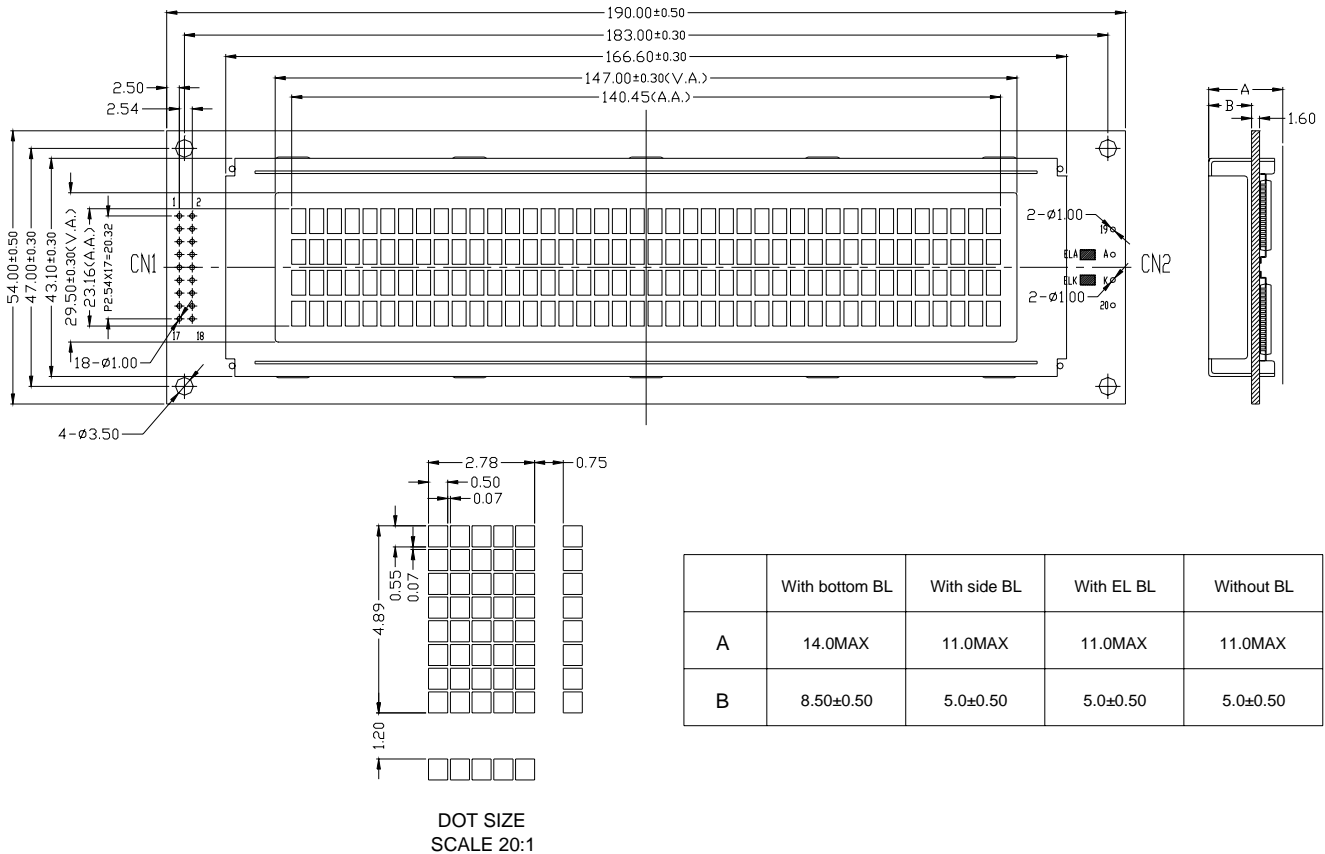 190.00±0.50
183.00±0.30
166.60±0.30
147.00±0.30(V.A.)
140.45(A.A.)
2.50
2.54
A
B
1.60
54.00±0.50
47.00±0.30
43.10±0.30
29.50±0.30(V.A.)
23.16(A.A.)
P2.54X17=20.32
1 2
CN1
17 18
18-Ø1.00
4-Ø3.50
2-Ø1.00
19
ELA A
CN2
ELK K
2-Ø1.00
20
2.78
0.75
0.50
0.07
0.55
0.07
4.89
1.20
DOT SIZE
SCALE 20:1
With bottom BL With side BL With EL BL Without BL
A 14.0MAX 11.0MAX 11.0MAX 11.0MAX
B 8.50±0.50 5.0±0.50 5.0±0.50 5.0±0.50